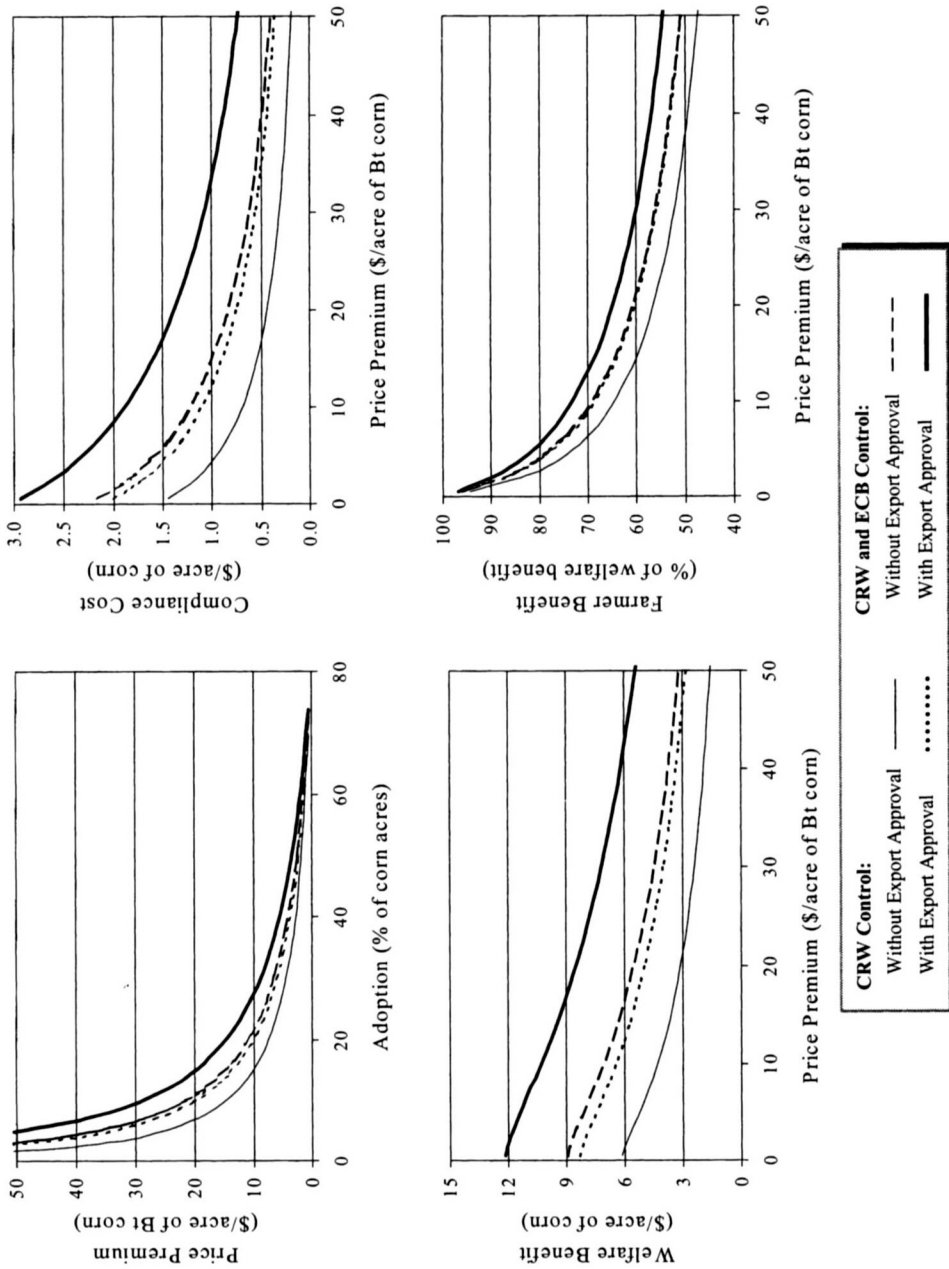 Price Premium
($/acre of Bt corn)
50
40
30
20
10
0
0
20
40
60
80
Adoption (% of corn acres)
Compliance Cost
($/acre of corn)
3.0
2.5
2.0
1.5
1.0
0.5
0.0
0
10
20
30
40
50
Price Premium ($/acre of Bt corn)
Welfare Benefit
($/acre of corn)
15
12
9
6
3
0
0
10
20
30
40
50
Price Premium ($/acre of Bt corn)
Farmer Benefit
(% of welfare benefit)
100
90
80
70
60
50
40
0
10
20
30
40
50
Price Premium ($/acre of Bt corn)
CRW Control:
Without Export Approval
With Export Approval
CRW and ECB Control:
Without Export Approval
With Export Approval